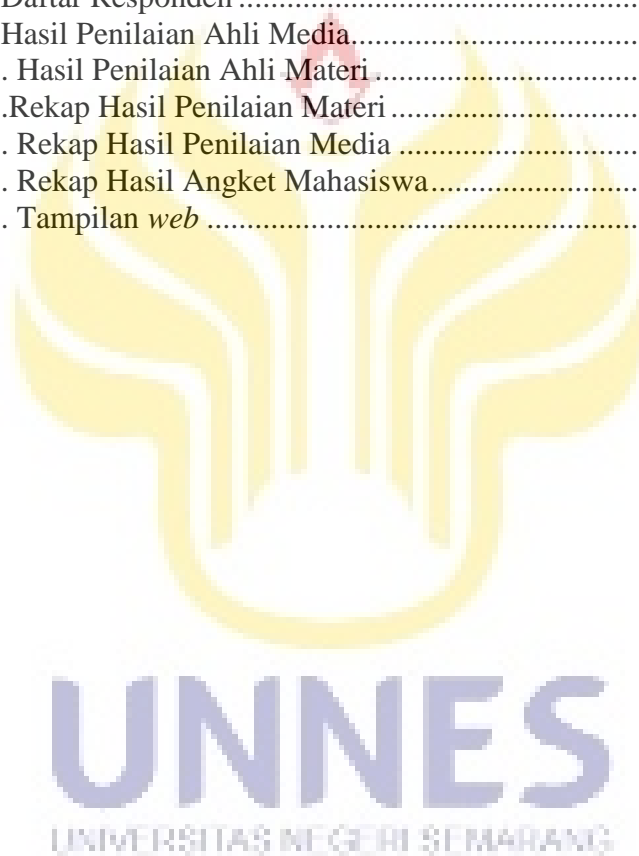 Daftar Responden ........................................................
Hasil Penilaian Ahli Media........................................
. Hasil Penilaian Ahli Materi .....................................
.Rekap Hasil Penilaian Materi ...................................
. Rekap Hasil Penilaian Media ..................................
. Rekap Hasil Angket Mahasiswa..............................
. Tampilan web ............................................................
UNNES
UNIVERSITAS NEGERI SEMARANG